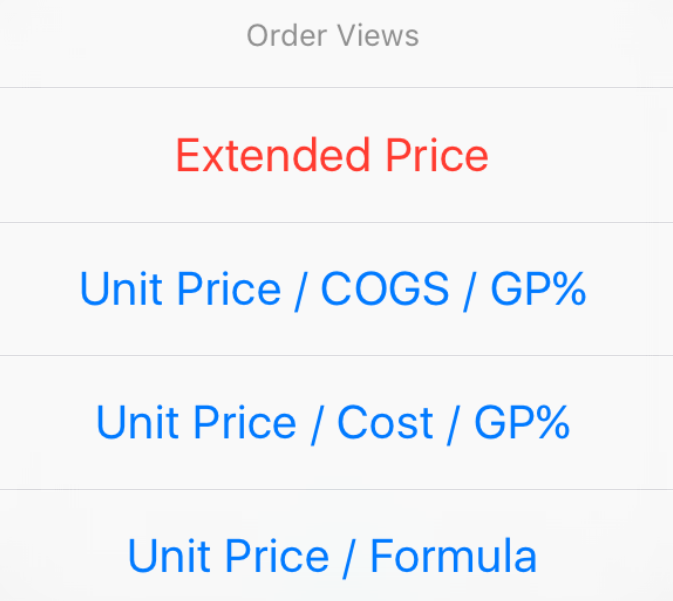 Order Views
Extended Price
Unit Price / COGS / GP%
Unit Price / Cost / GP%
Unit Price / Formula